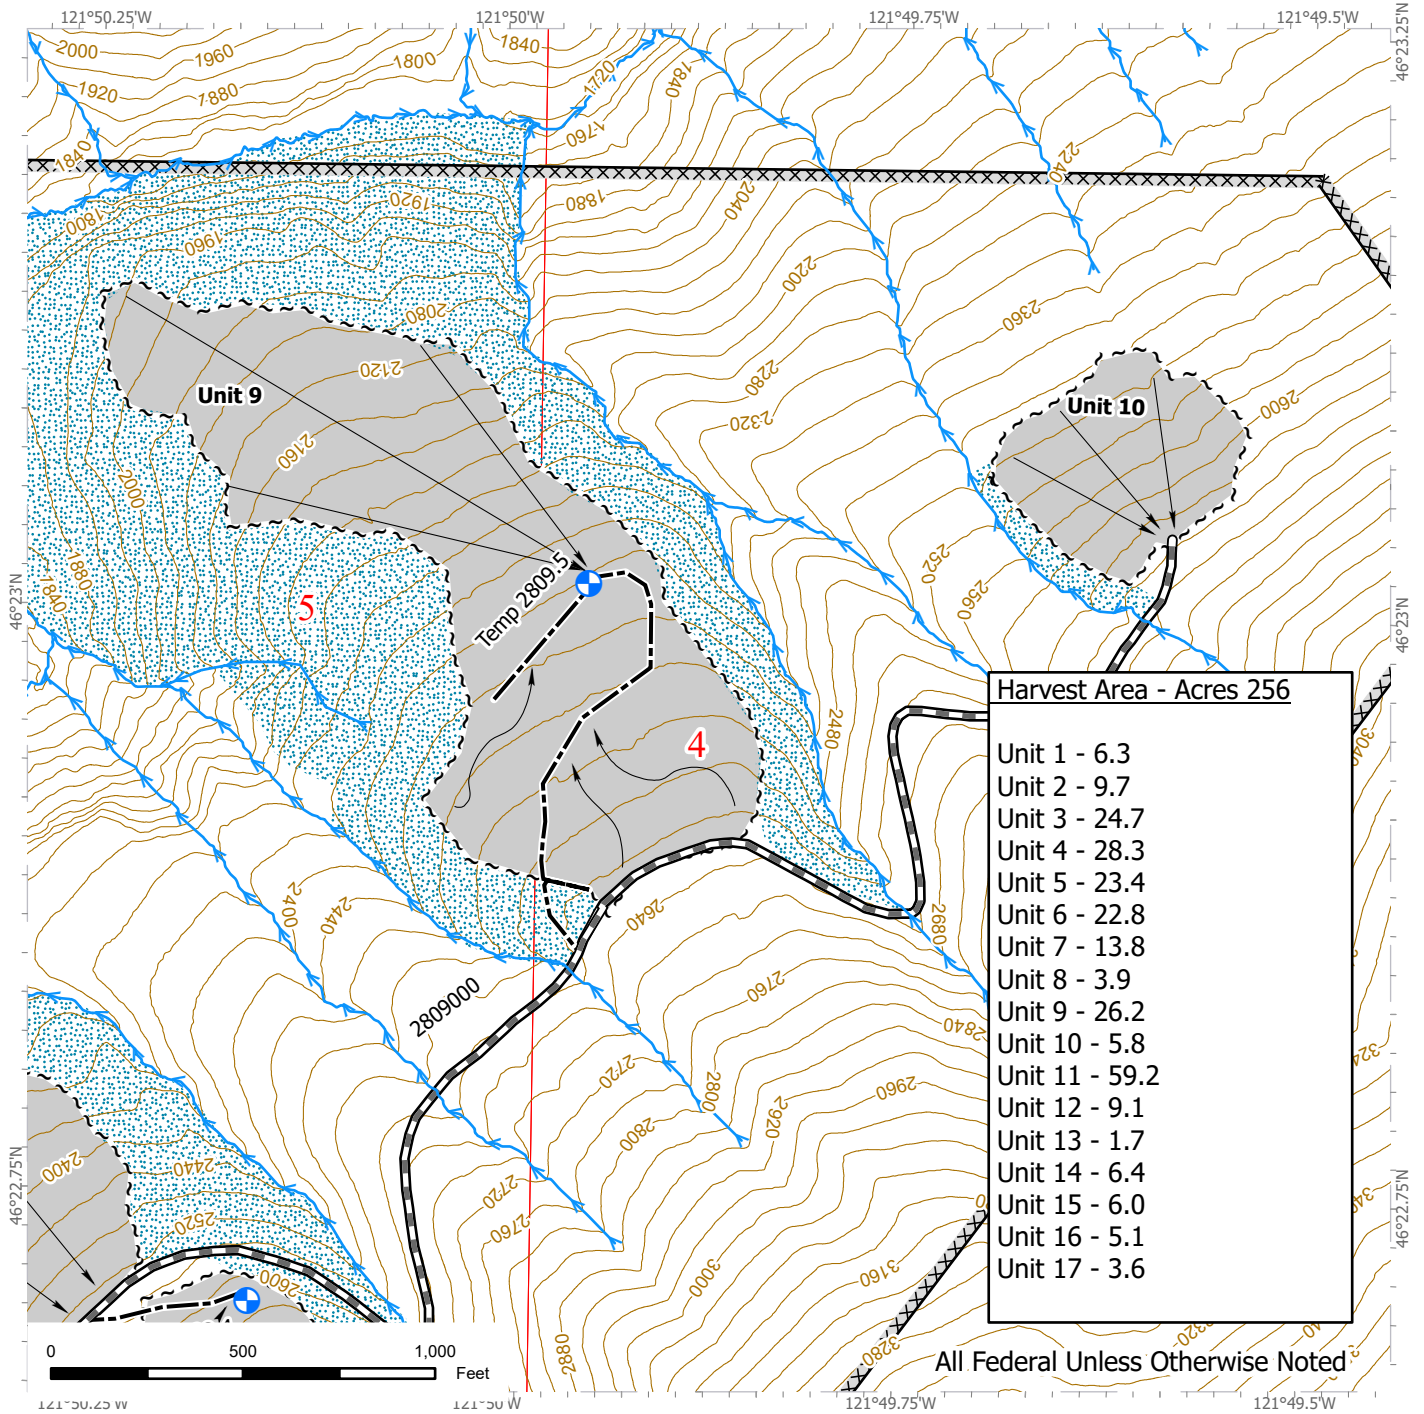 121°50.25'W
121°50'W
121°49.75'W
121°49.5'W
46°23.25'N
2000
1960
1800
1840
1920
1880
1720
1840
1760
1840
2240
1800
1920
1880
2040
1960
2200
2080
2360
2120
2280
Unit 9
Unit 10
2600
2320
2160
2000
1880
1840
Temp 2809.5
2520
2560
46°23'N
5
46°23'N
4
2480
Harvest Area - Acres 256
Unit 1 - 6.3
Unit 2 - 9.7
Unit 3 - 24.7
Unit 4 - 28.3
Unit 5 - 23.4
Unit 6 - 22.8
Unit 7 - 13.8
Unit 8 - 3.9
Unit 9 - 26.2
Unit 10 - 5.8
Unit 11 - 59.2
Unit 12 - 9.1
Unit 13 - 1.7
Unit 14 - 6.4
Unit 15 - 6.0
Unit 16 - 5.1
Unit 17 - 3.6
3040
2400
2440
2640
2680
2760
2809000
2840
2720
2800
2960
2920
2800
2400
2440
2720
46°22.75'N
46°22.75'N
2520
2760
2600
3000
3160
2880
3280
3320
0 500 1,000
Feet
All Federal Unless Otherwise Noted
121°50.25'W
121°50'W
121°49.75'W
121°49.5'W